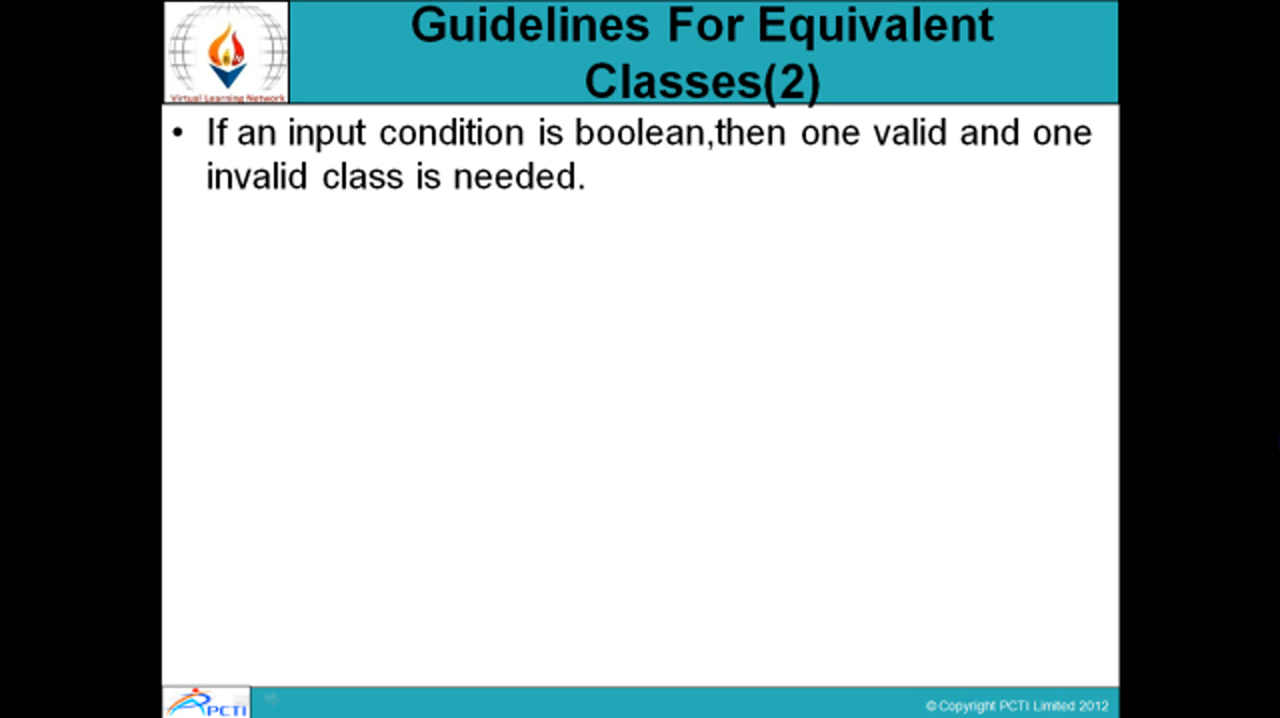 Guidelines For Equivalent
Classes(2)
Virtual Learning Network
• If an input condition is boolean,then one valid and one
invalid class is needed.
PCTI
© Copyright PCTI Limited 2012